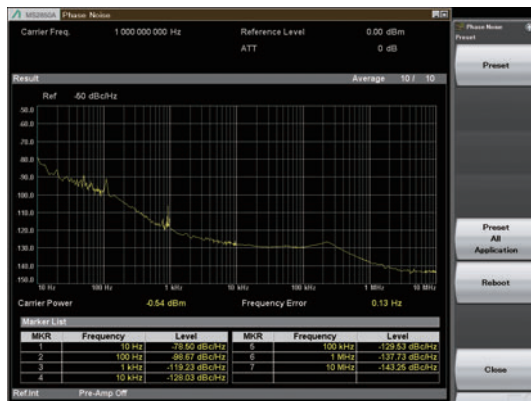 MS2850A Phase Noise
Carrier Freq. 1 000 000 000 Hz Reference Level 0.00 dBm
ATT 0 dB
Result Average 10 / 10
Ref -50 dBc/Hz
-50.0
-60.0
-70.0
-80.0
-90.0
100.0
110.0
120.0
130.0
140.0
150.0
10 Hz 100 Hz 1 kHz 10 kHz 100 kHz 1 MHz 10 MHz
Carrier Power -0.54 dBm Frequency Error 0.13 Hz
Marker List
MKR Frequency Level MKR Frequency Level
1 10 Hz -78.50 dBc/Hz 5 100 kHz -129.53 dBc/Hz
2 100 Hz -98.67 dBc/Hz 6 1 MHz -137.73 dBc/Hz
3 1 kHz -119.23 dBc/Hz 7 10 MHz -143.25 dBc/Hz
4 10 kHz -128.03 dBc/Hz
Ref.Int Pre-Amp Off
Phase Noise
Preset
Preset
Preset
All
Application
Reboot
Close